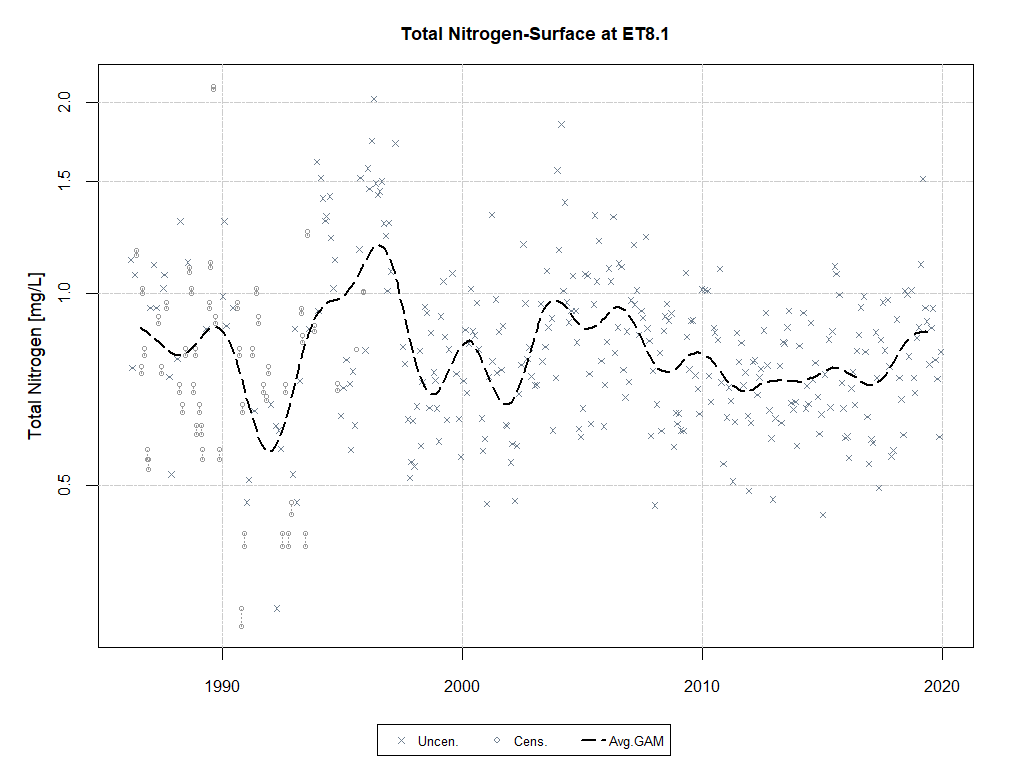 Total Nitrogen-Surface at ET8.1
2.0
1.5
1.0
0.5
Total Nitrogen [mg/L]
1990 2000 2010 2020
Uncen. Cens. Avg.GAM